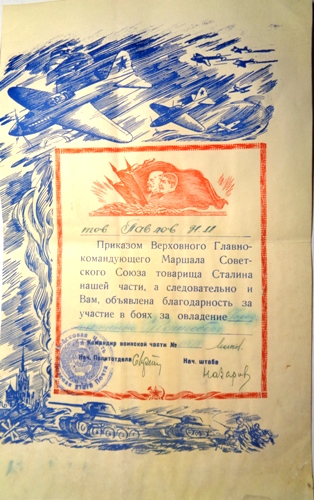 тов Павлов Н И
Приказом Верховного Главно-
командующего Маршала Совет-
ского Союза товарища Сталина
нашей части, а следовательно и
Вам, объявлена благодарность за
участие в боях за овладение
Командир воинской части №
Нач. Политотдела
Нач. штаба
Назаров